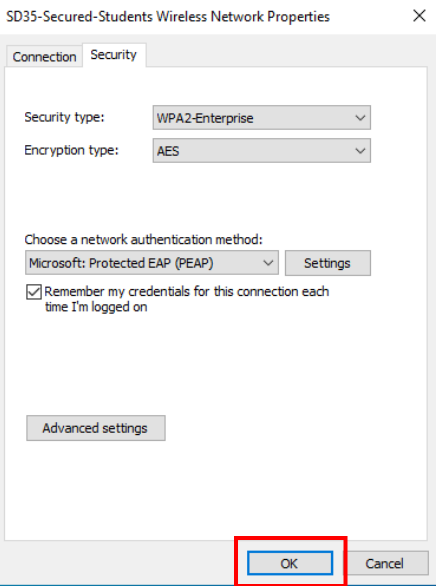 SD35-Secured-Students Wireless Network Properties
Connection Security
Security type: WPA2-Enterprise
Encryption type: AES
Choose a network authentication method:
Microsoft: Protected EAP (PEAP) Settings
Remember my credentials for this connection each
time I'm logged on
Advanced settings
OK Cancel